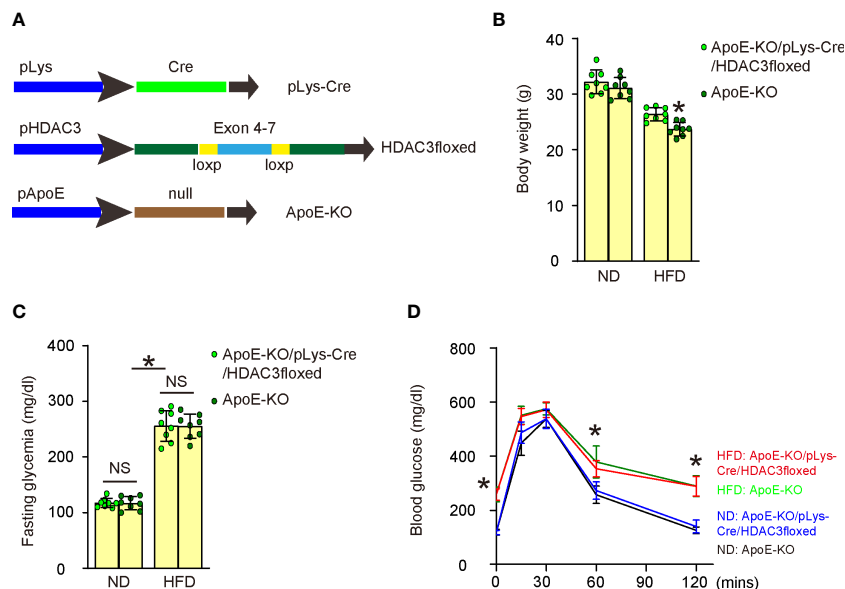 A
pLys
Cre
pLys-Cre
pHDAC3
Exon 4-7
HDAC3floxed
loxp
loxp
pApoE
null
ApoE-KO
B
Body weight (g)
40
30
20
10
0
*
ND
HFD
ApoE-KO/pLys-Cre
/HDAC3floxed
ApoE-KO
C
Fasting glycemia (mg/dl)
400
300
200
100
0
NS
*
NS
ND
HFD
ApoE-KO/pLys-Cre
/HDAC3floxed
ApoE-KO
D
Blood glucose (mg/dl)
800
600
400
200
0
*
*
*
0
15
30
60
90
120
(mins)
HFD: ApoE-KO/pLys-
Cre/HDAC3floxed
HFD: ApoE-KO
ND: ApoE-KO/pLys-
Cre/HDAC3floxed
ND: ApoE-KO